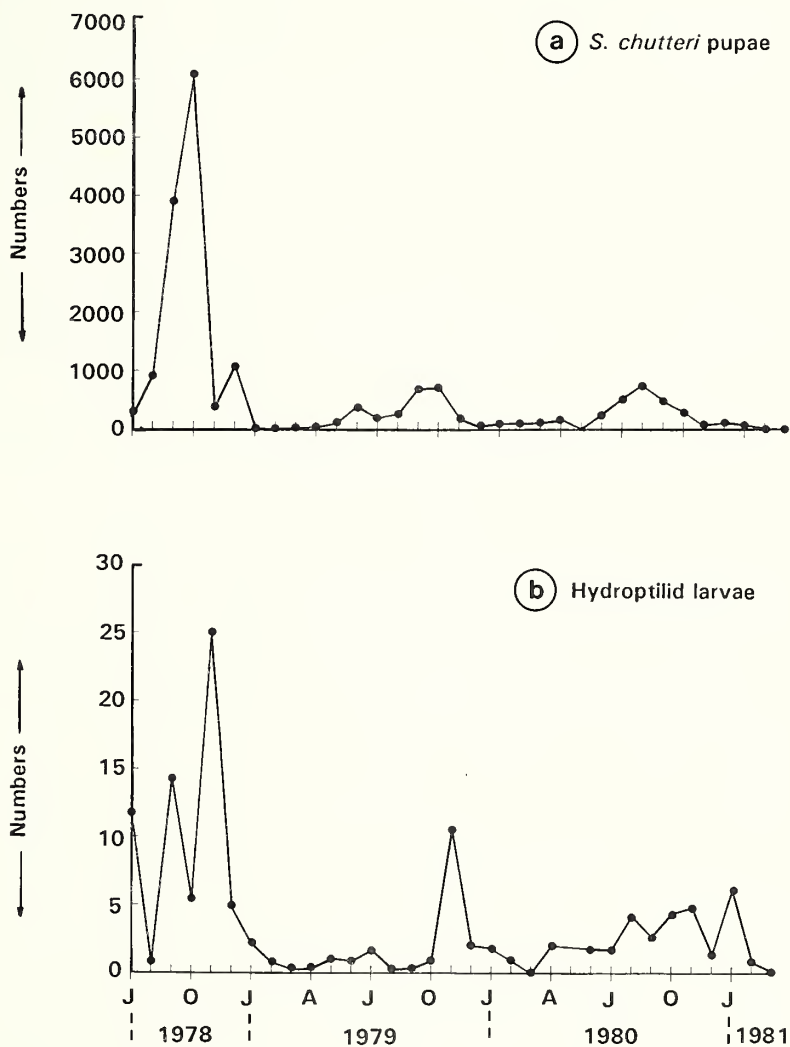 7000
6000
5000
4000
3000
2000
1000
0
Numbers
a S. chutteri pupae
30
25
20
15
10
5
0
Numbers
b Hydroptilid larvae
J O J A J O J A J O J
1978 1979 1980 1981